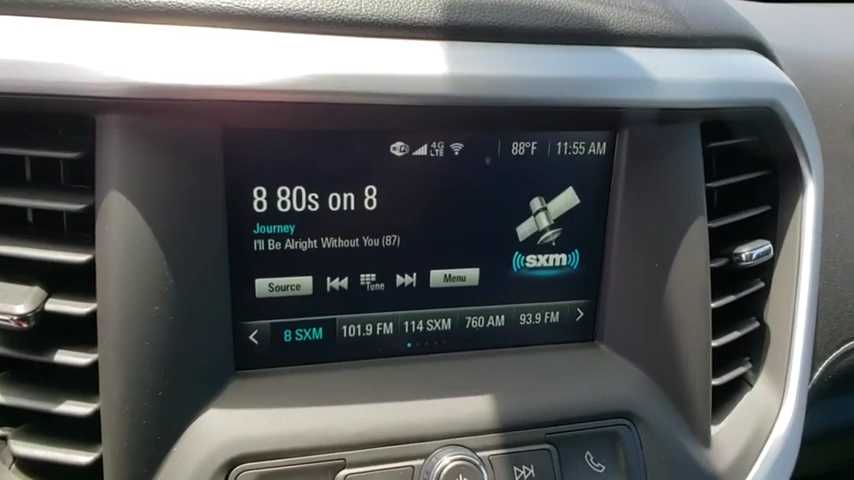 4G LTE 88°F 11:55 AM
8 80s on 8
Journey
I'll Be Alright Without You (87)
sxm
Source Tune Menu
8 SXM 101.9 FM 114 SXM 760 AM 93.9 FM